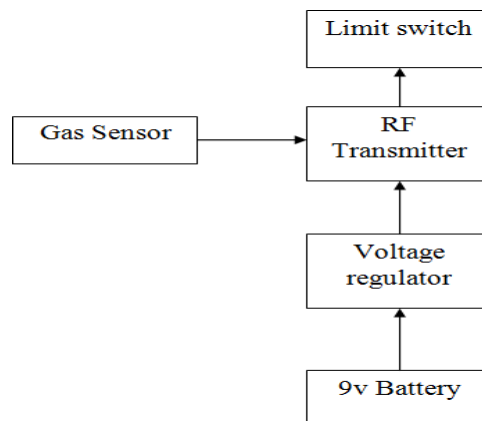 Limit switch
Gas Sensor
RF
Transmitter
Voltage
regulator
9v Battery